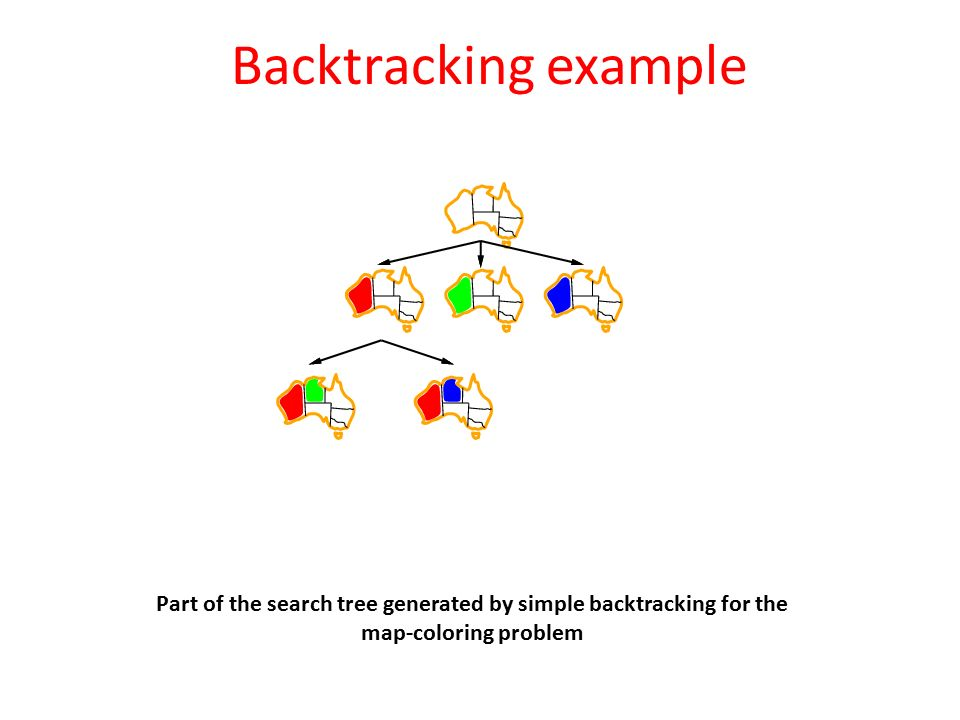 Backtracking example
Part of the search tree generated by simple backtracking for the
map-coloring problem